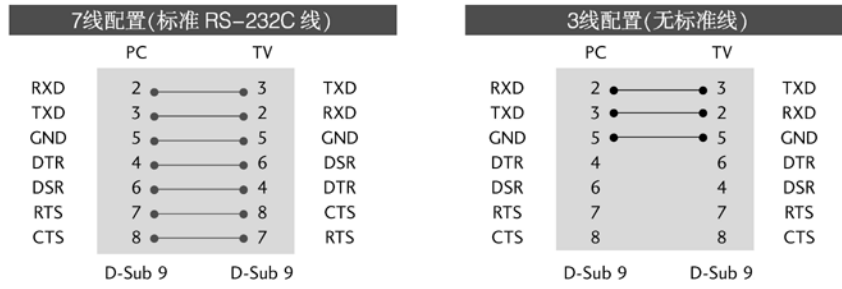 7线配置(标准 RS-232C 线)
PC TV
RXD 2 3 TXD
TXD 3 2 RXD
GND 5 5 GND
DTR 4 6 DSR
DSR 6 4 DTR
RTS 7 8 CTS
CTS 8 7 RTS
D-Sub 9 D-Sub 9
3线配置(无标准线)
PC TV
RXD 2 3 TXD
TXD 3 2 RXD
GND 5 5 GND
DTR 4 6 DTR
DSR 6 4 DSR
RTS 7 7 RTS
CTS 8 8 CTS
D-Sub 9 D-Sub 9